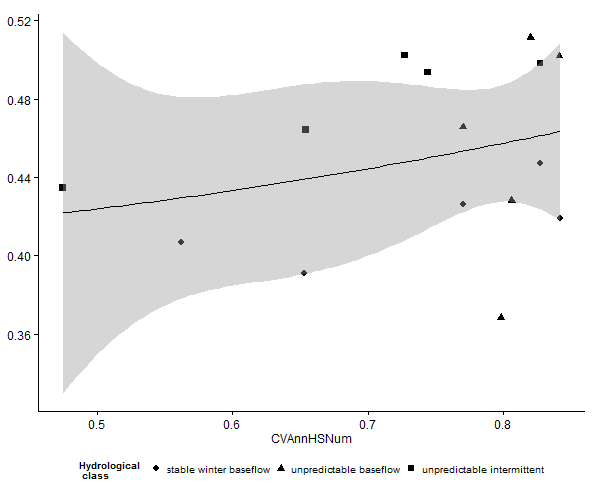 0.52
0.48
0.44
0.40
0.36
0.5 0.6 0.7 0.8
CVAnnHSNum
Hydrological
class
stable winter baseflow unpredictable baseflow unpredictable intermittent